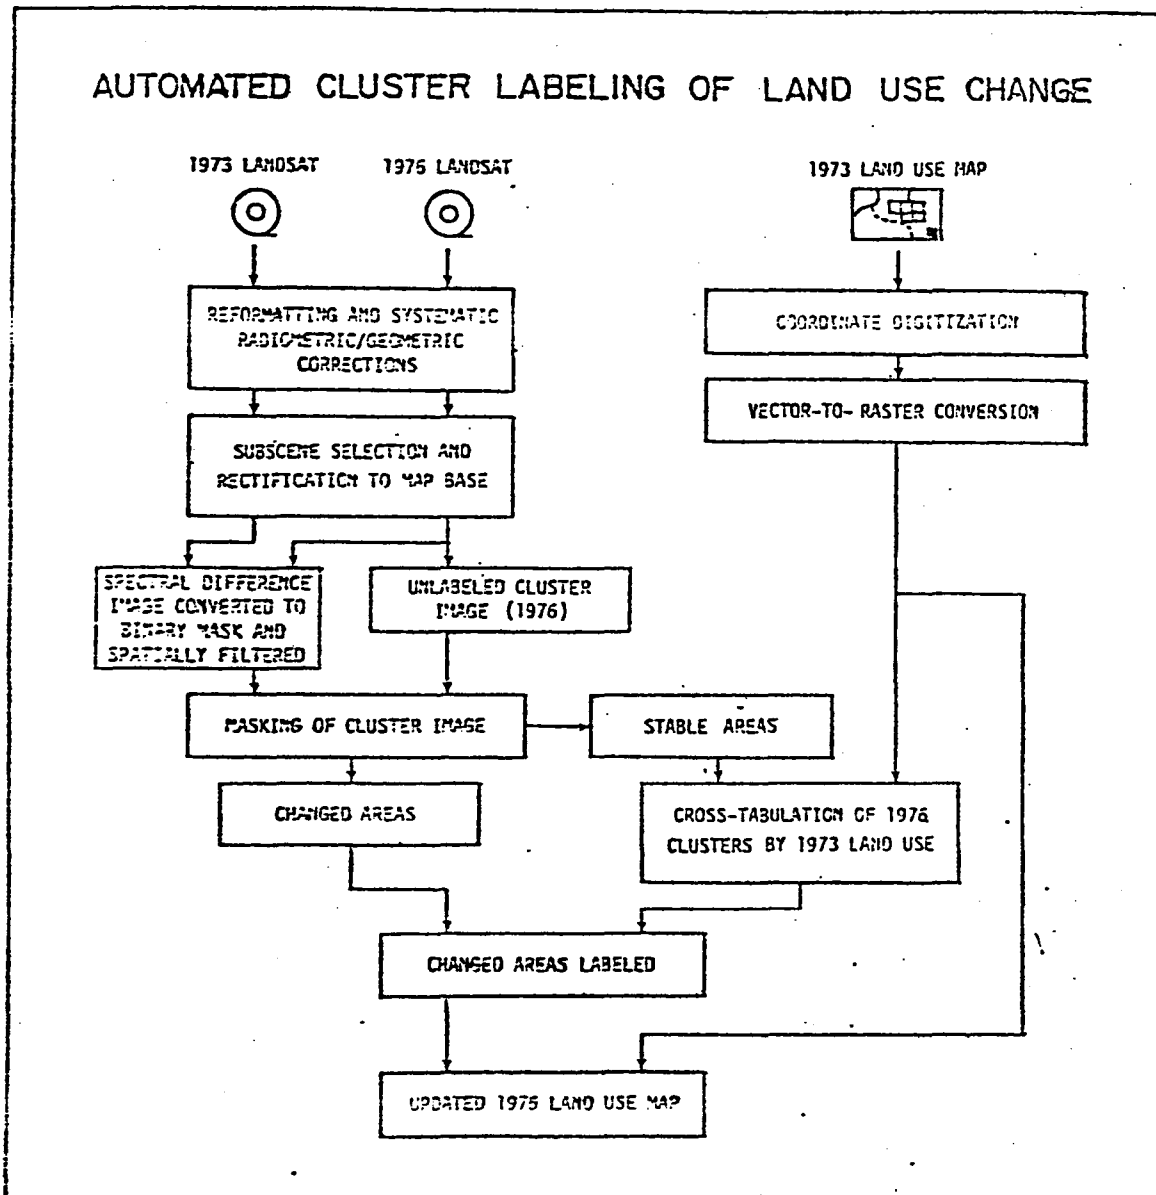 AUTOMATED CLUSTER LABELING OF LAND USE CHANGE
1973 LANDSAT
1976 LANDSAT
1973 LAND USE MAP
REFORMATTING AND SYSTEMATIC
RADIOMETRIC/GEOMETRIC
CORRECTIONS
COORDINATE DIGITIZATION
VECTOR-TO-RASTER CONVERSION
SUBSCENE SELECTION AND
RECTIFICATION TO MAP BASE
SPECTRAL DIFFERENCE
IMAGE CONVERTED TO
BINARY MASK AND
SPATIALLY FILTERED
UNLABELED CLUSTER
IMAGE (1976)
MASKING OF CLUSTER IMAGE
STABLE AREAS
CHANGED AREAS
CROSS-TABULATION OF 1976
CLUSTERS BY 1973 LAND USE
CHANGED AREAS LABELED
UPDATED 1976 LAND USE MAP